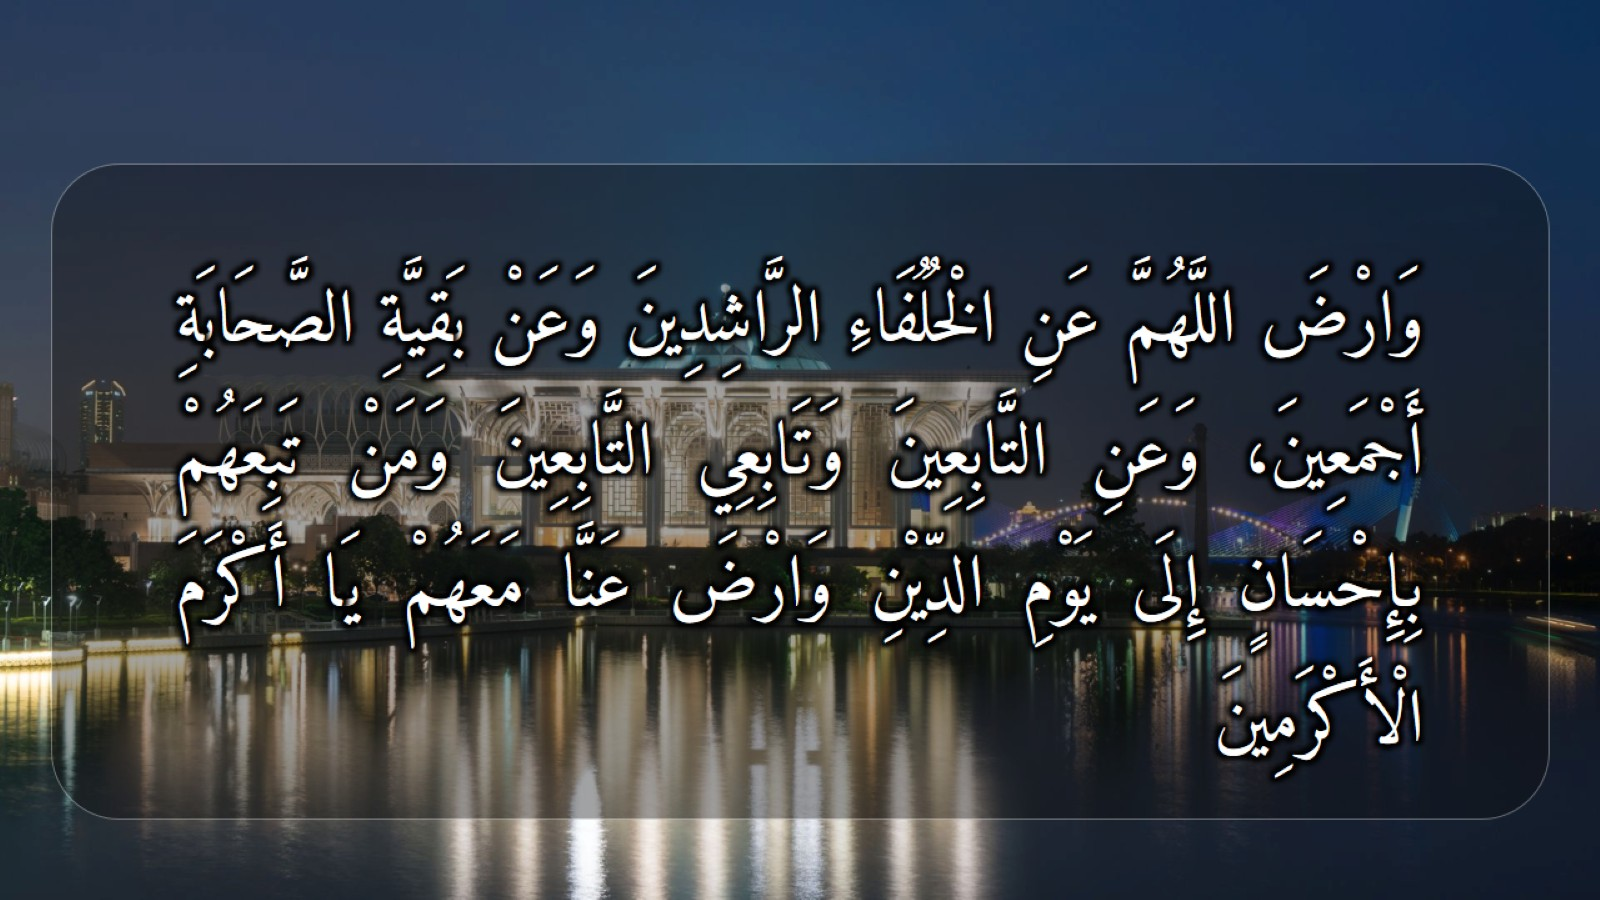 وَارْضَ اللَّهُمَّ عَنِ الْخُلَفَاءِ الرَّاشِدِينَ وَعَنْ بَقِيَّةِ الصَّحَابَةِ
أَجْمَعِينَ، وَعَنِ التَّابِعِينَ وَتَابِعِي التَّابِعِينَ وَمَنْ تَبِعَهُمْ
بِإِحْسَانٍ إِلَى يَوْمِ الدِّيْنِ وَارْضَ عَنَّا مَعَهُمْ يَا أَكْرَمَ
الْأَكْرَمِينَ